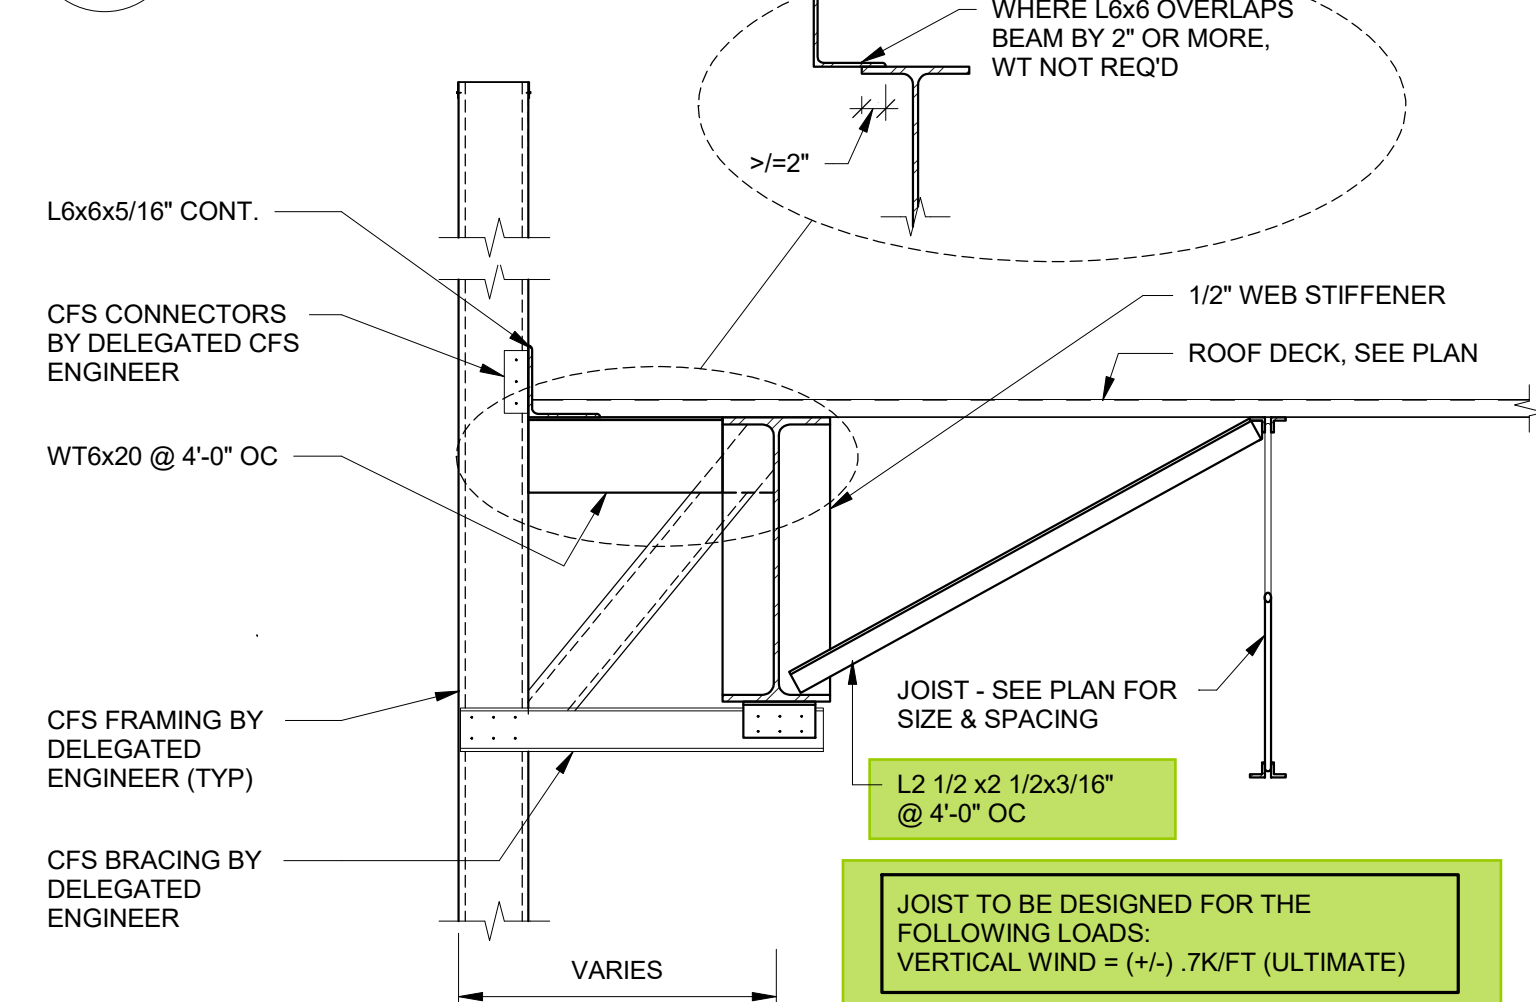 WHERE L6x6 OVERLAPS
BEAM BY 2" OR MORE,
WT NOT REQ'D
>/=2"
L6x6x5/16" CONT.
CFS CONNECTORS
BY DELEGATED CFS
ENGINEER
WT6x20 @ 4'-0" OC
1/2" WEB STIFFENER
ROOF DECK, SEE PLAN
JOIST - SEE PLAN FOR
SIZE & SPACING
CFS FRAMING BY
DELEGATED
ENGINEER (TYP)
L2 1/2 x2 1/2x3/16"
@ 4'-0" OC
CFS BRACING BY
DELEGATED
ENGINEER
JOIST TO BE DESIGNED FOR THE
FOLLOWING LOADS:
VERTICAL WIND = (+/-) .7K/FT (ULTIMATE)
VARIES